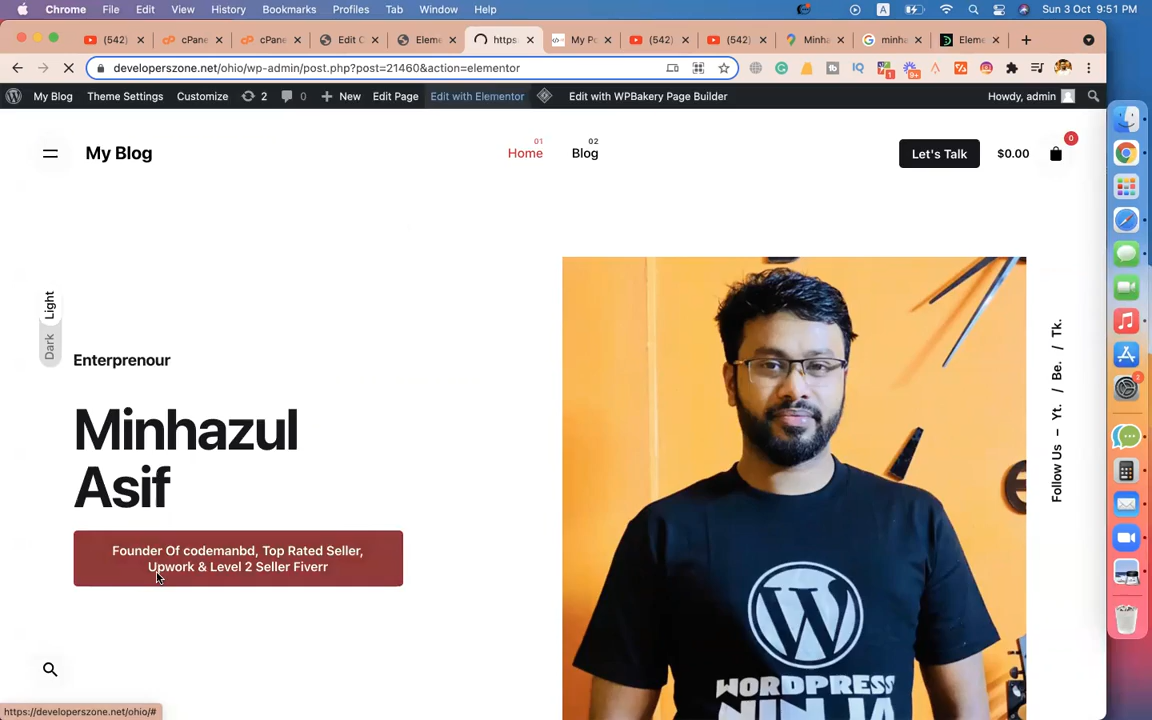 Chrome File Edit View History Bookmarks Profiles Tab Window Help A Sun 3 Oct 9:51 PM
(542) cPane cPane Edit C Eleme https: My Po (542) (542) Minha minha Eleme
developerszone.net/ohio/wp-admin/post.php?post=21460&action=elementor
My Blog Theme Settings Customize 2 0 New Edit Page Edit with Elementor Edit with WPBakery Page Builder Howdy, admin
My Blog
01
Home
02
Blog
Let's Talk $0.00 0
Light
Dark
Enterprenour
Minhazul
Asif
Founder Of codemanbd, Top Rated Seller,
Upwork & Level 2 Seller Fiverr
Follow Us – Yt. / Be. / Tk.
WORDPRESS
NINJA
https://developerszone.net/ohio/#